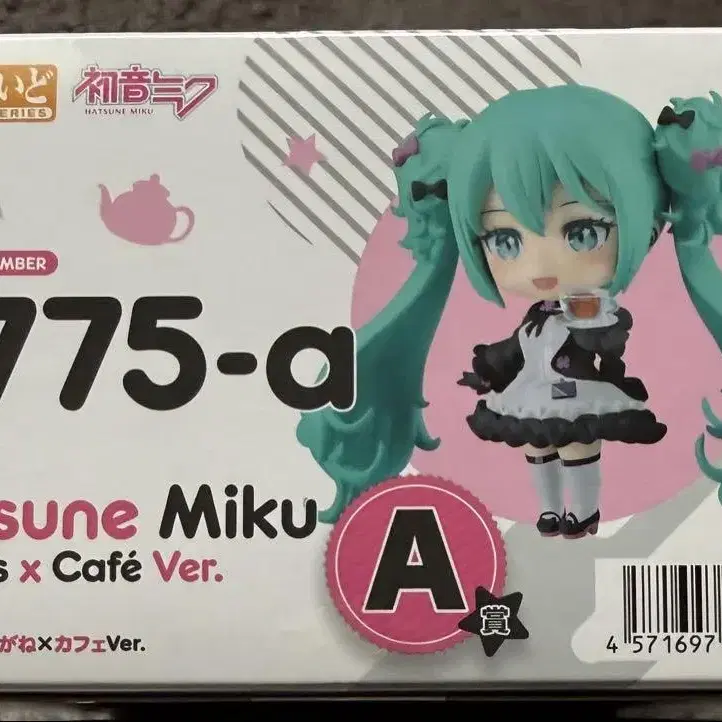 いど
ERIES
初音ミク
HATSUNE MIKU
MBER
775-a
sune Miku
s x Café Ver.
がね×カフェVer.
A
賞
4 571697